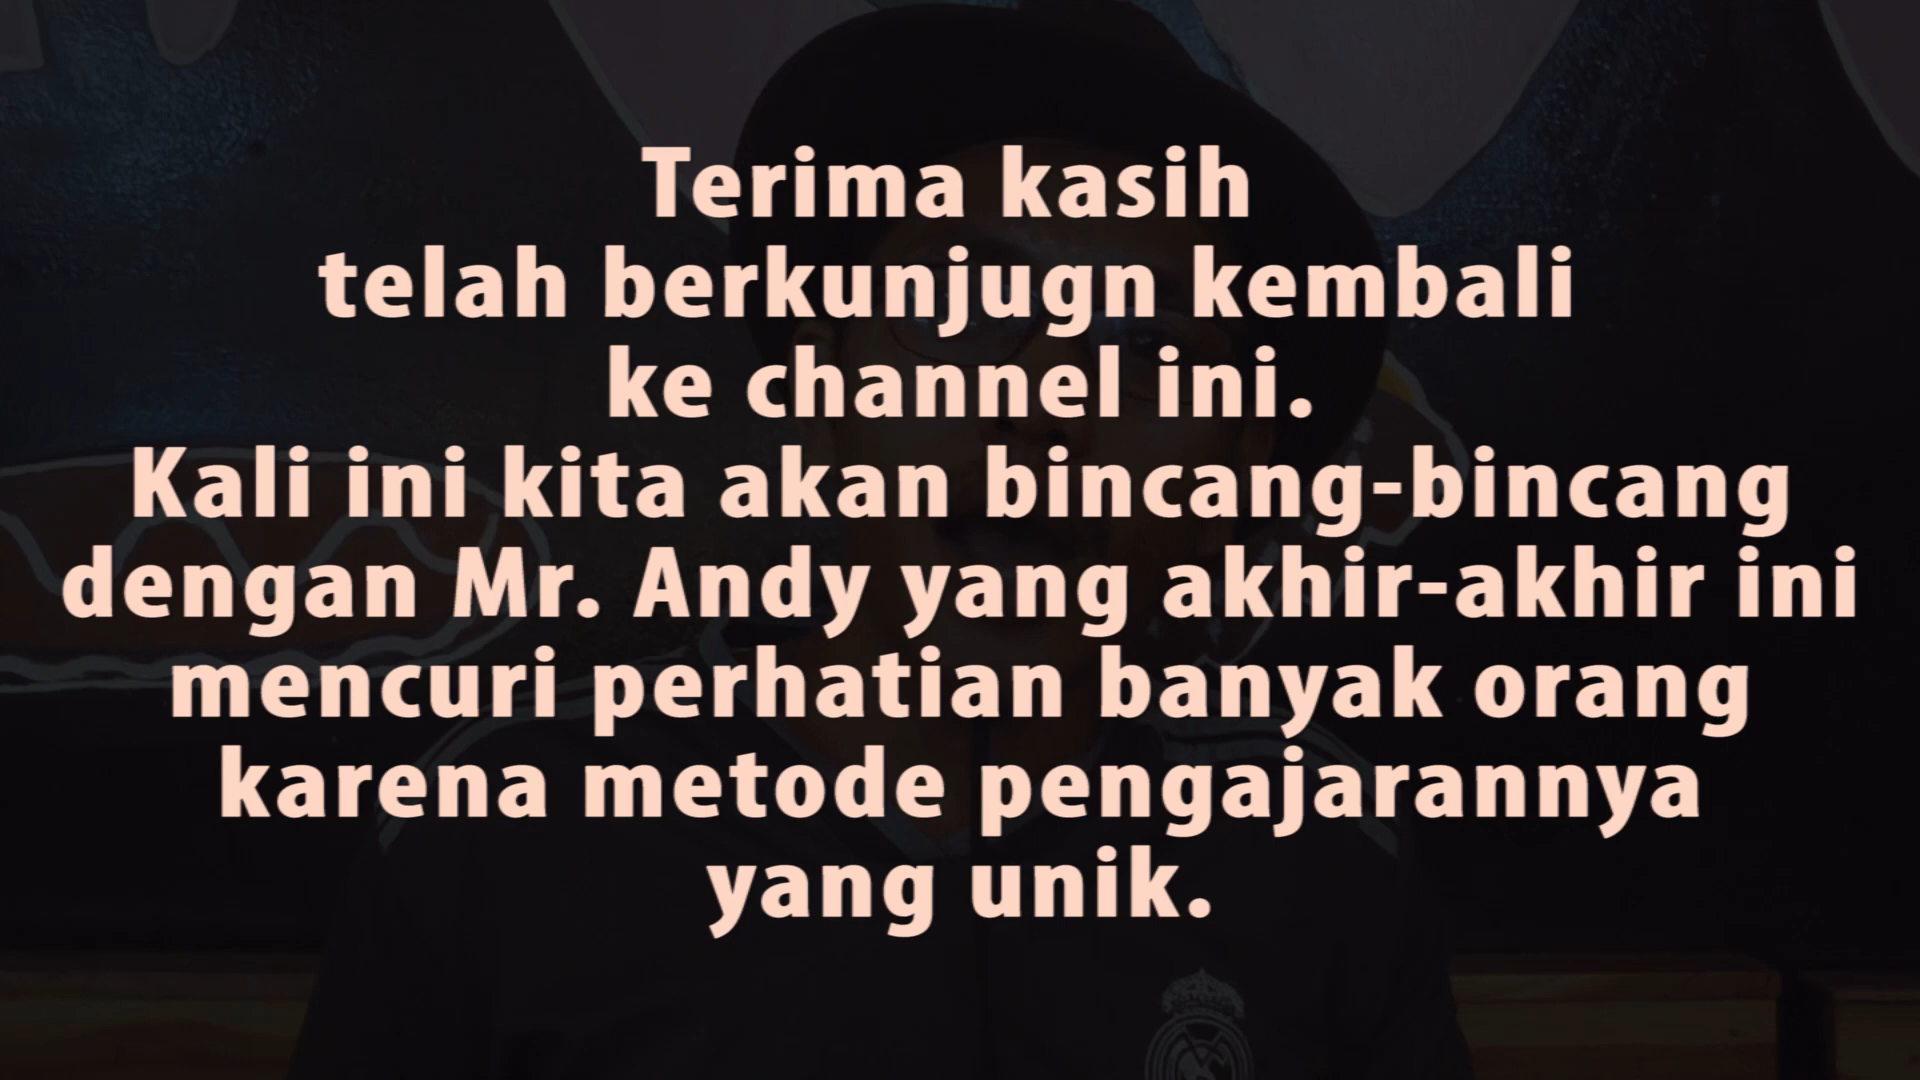 Terima kasih
telah berkunjugn kembali
ke channel ini.
Kali ini kita akan bincang-bincang
dengan Mr. Andy yang akhir-akhir ini
mencuri perhatian banyak orang
karena metode pengajarannya
yang unik.